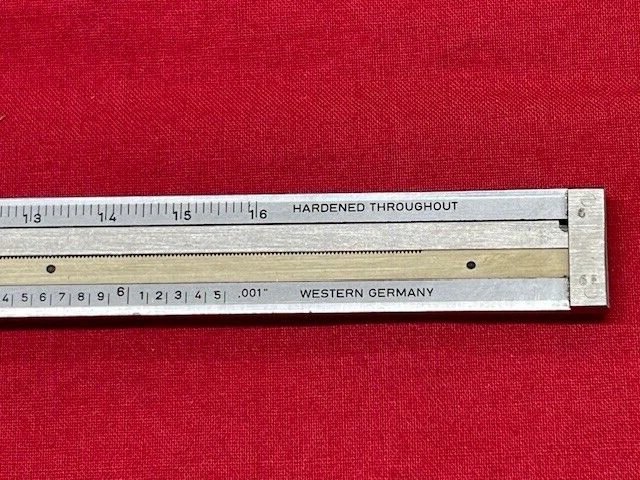 13 14 15 16 HARDENED THROUGHOUT
4 5 6 7 8 9 6 1 2 3 4 5 .001" WESTERN GERMANY